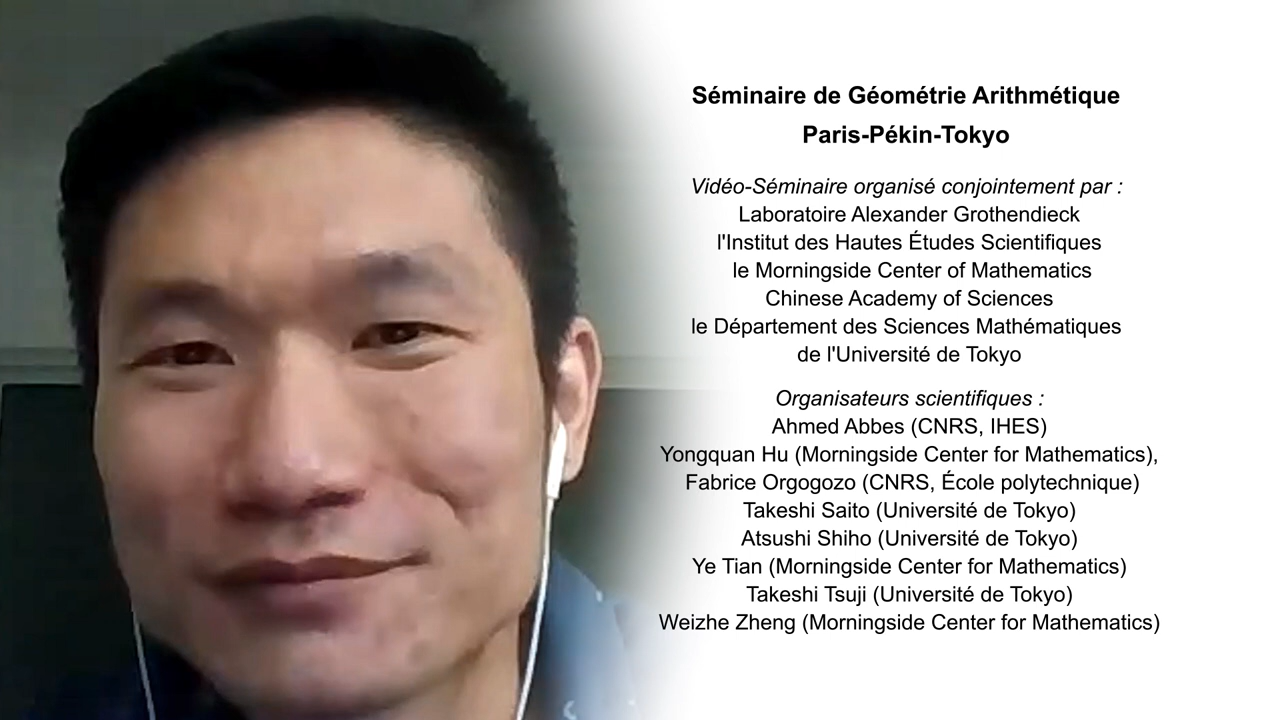 Séminaire de Géométrie Arithmétique
Paris-Pékin-Tokyo
Vidéo-Séminaire organisé conjointement par :
Laboratoire Alexander Grothendieck
l'Institut des Hautes Études Scientifiques
le Morningside Center of Mathematics
Chinese Academy of Sciences
le Département des Sciences Mathématiques
de l'Université de Tokyo
Organisateurs scientifiques :
Ahmed Abbes (CNRS, IHES)
Yongquan Hu (Morningside Center for Mathematics),
Fabrice Orgogozo (CNRS, École polytechnique)
Takeshi Saito (Université de Tokyo)
Atsushi Shiho (Université de Tokyo)
Ye Tian (Morningside Center for Mathematics)
Takeshi Tsuji (Université de Tokyo)
Weizhe Zheng (Morningside Center for Mathematics)